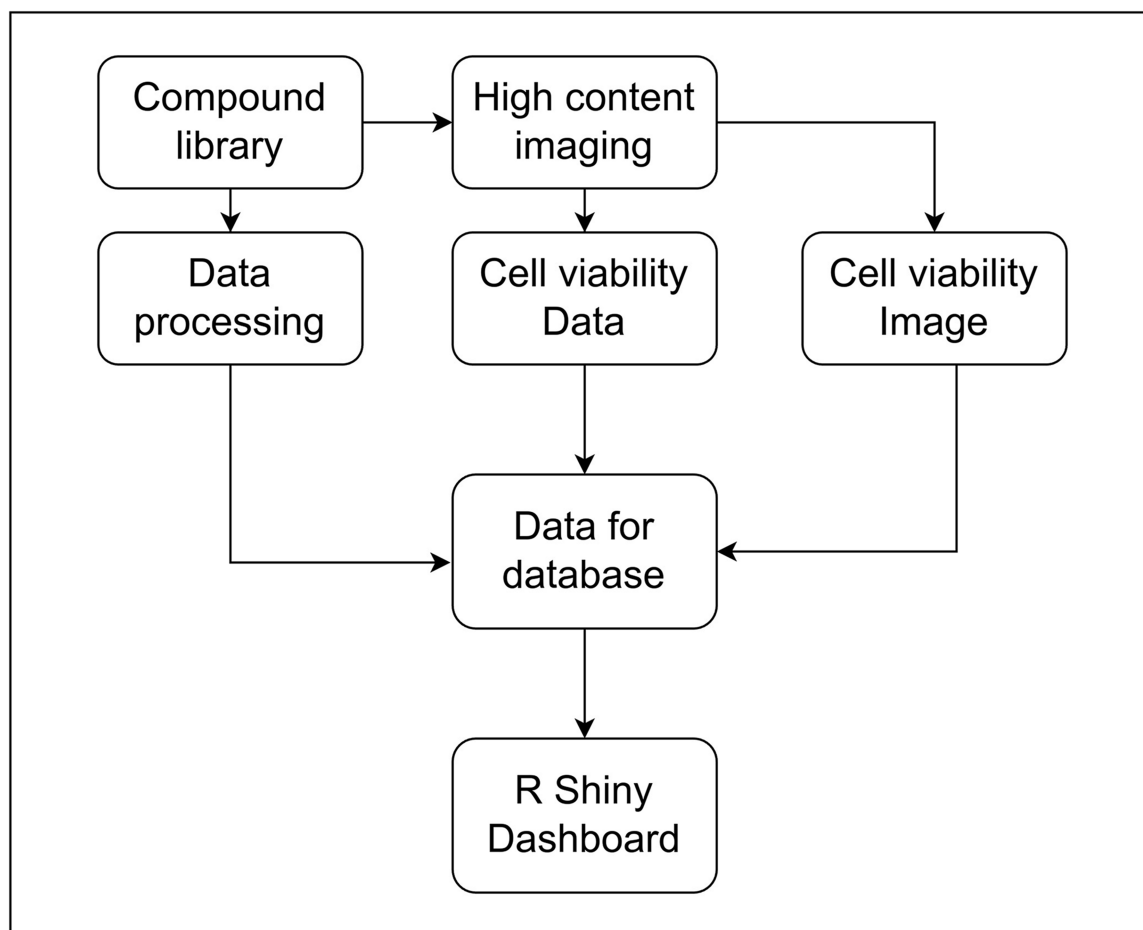 Compound
library
High content
imaging
Data
processing
Cell viability
Data
Cell viability
Image
Data for
database
R Shiny
Dashboard